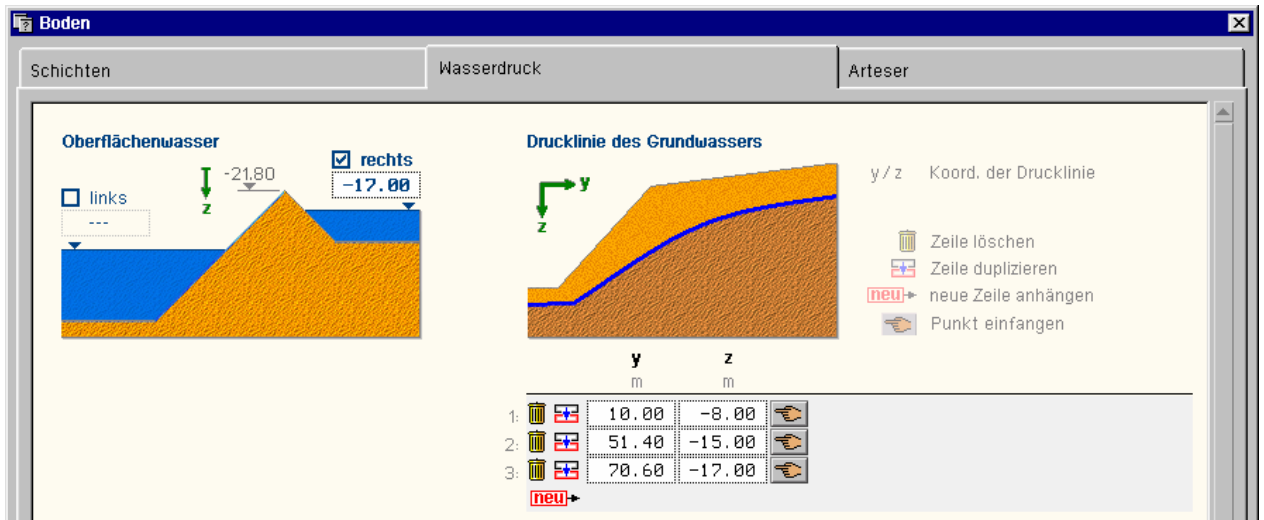 Boden
Schichten
Wasserdruck
Arteser
Oberflächenwasser
links
---
-21.80
z
rechts
-17.00
Drucklinie des Grundwassers
y
z
y / z Koord. der Drucklinie
Zeile löschen
Zeile duplizieren
neu neue Zeile anhängen
Punkt einfangen
y z
m m
1: 10.00 -8.00
2: 51.40 -15.00
3: 70.60 -17.00
neu